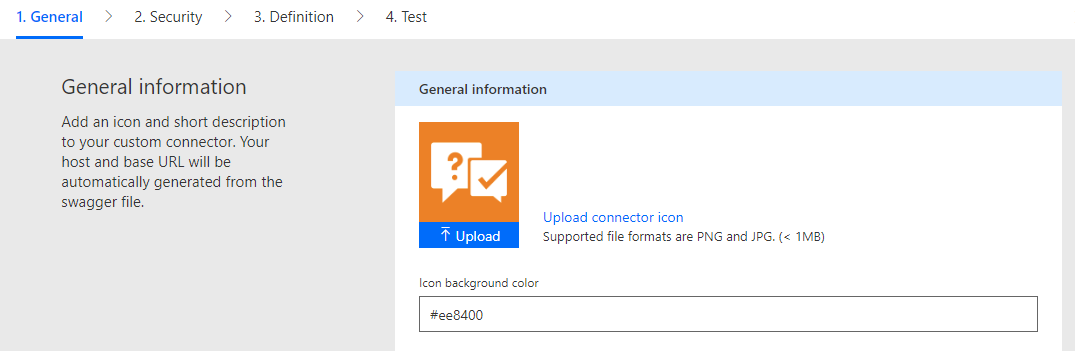 1. General > 2. Security > 3. Definition > 4. Test
General information
Add an icon and short description
to your custom connector. Your
host and base URL will be
automatically generated from the
swagger file.
General information
?
Upload
Upload connector icon
Supported file formats are PNG and JPG. (< 1MB)
Icon background color
#ee8400